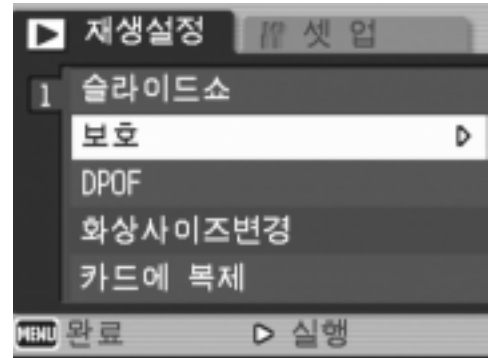 재생설정 셋 업
1 슬라이드쇼
보호
DPOF
화상사이즈변경
카드에 복제
MENU 완료 실행